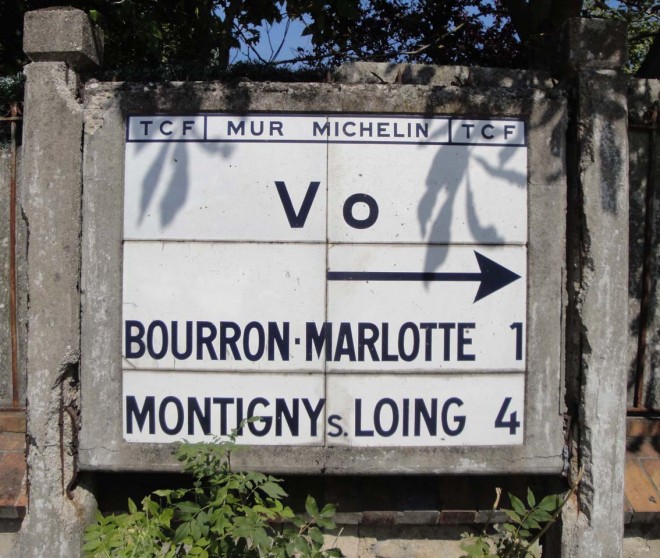 TCF MUR MICHELIN TCF
Vo
BOURRON·MARLOTTE 1
MONTIGNY s. LOING 4